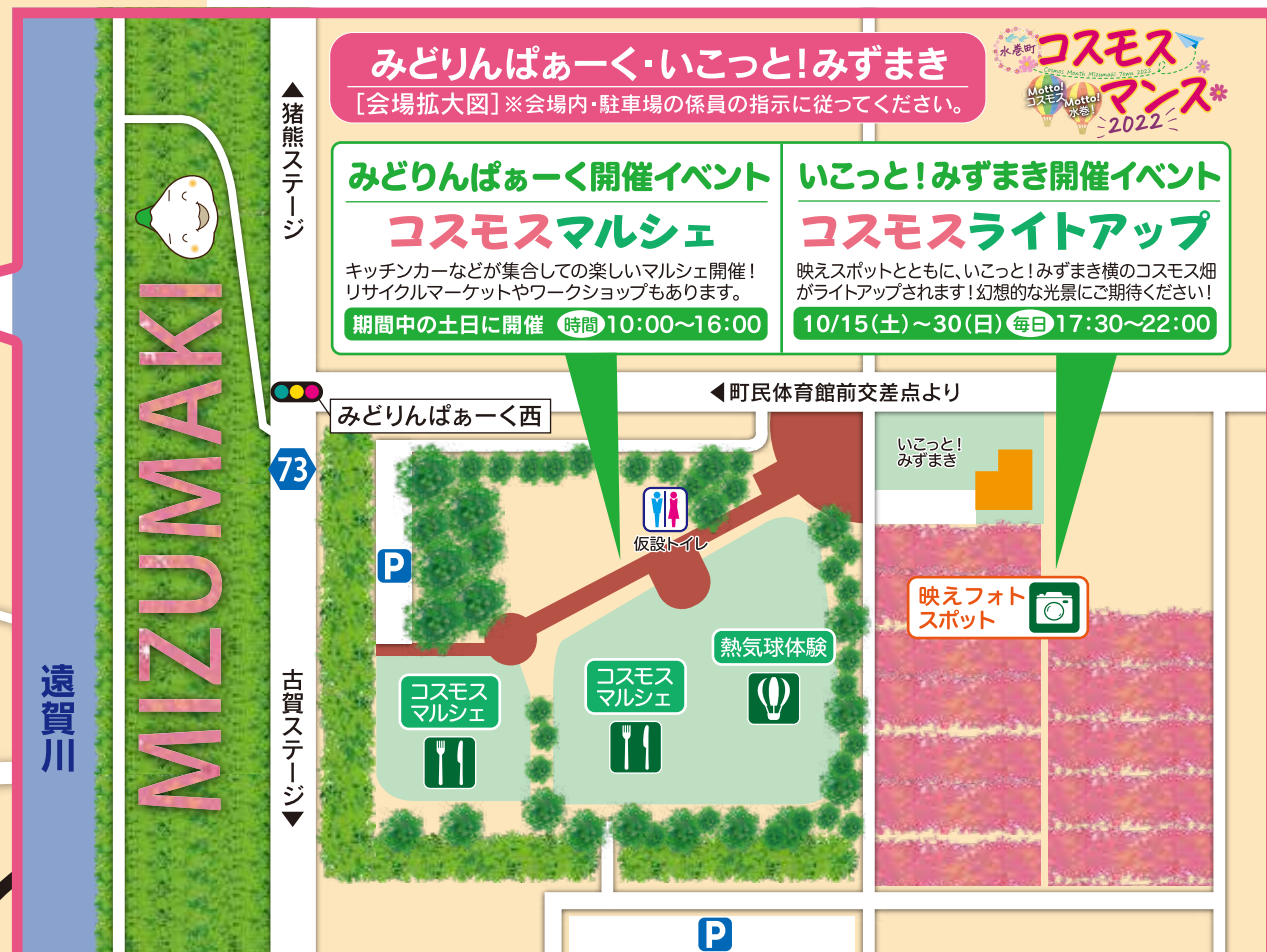 みどりんぱぁーく・いこっと！みずまき
［会場拡大図］※会場内・駐車場の係員の指示に従ってください。
水巻町
コスモス
Cosmos Month Mizumaki Town 2022
Motto!
コスモス
Motto!
水巻！
マンス
2022
みどりんぱぁーく開催イベント
コスモスマルシェ
キッチンカーなどが集合しての楽しいマルシェ開催！
リサイクルマーケットやワークショップもあります。
期間中の土日に開催 時間 10：00〜16：00
いこっと！みずまき開催イベント
コスモスライトアップ
映えスポットとともに、いこっと！みずまき横のコスモス畑
がライトアップされます！幻想的な光景にご期待ください！
10/15（土）〜30（日） 毎日 17：30〜22：00
▲猪熊ステージ
MIZUMAKI
◀町民体育館前交差点より
みどりんぱぁーく西
73
いこっと！
みずまき
仮設トイレ
P
映えフォト
スポット
熱気球体験
コスモス
マルシェ
コスモス
マルシェ
遠賀川
古賀ステージ▼
P